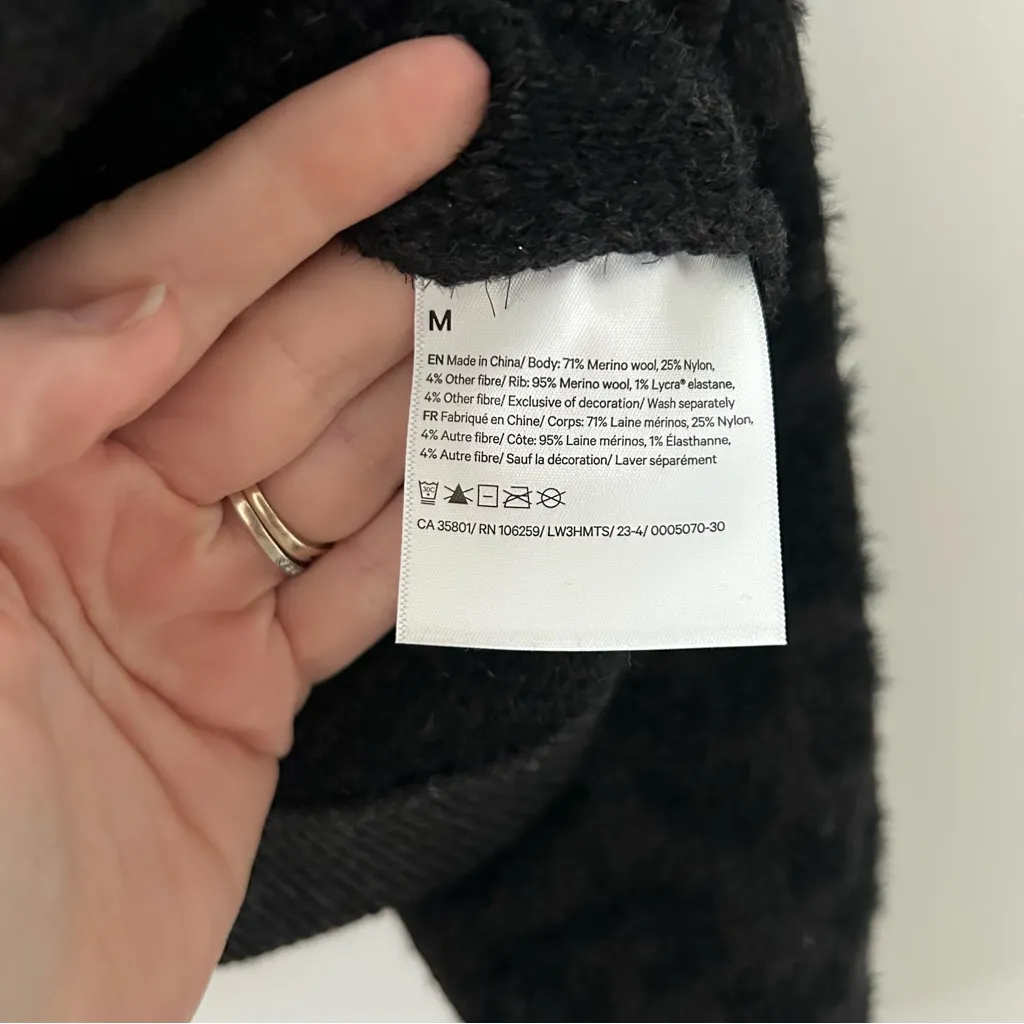 M
EN Made in China/ Body: 71% Merino wool, 25% Nylon,
4% Other fibre/ Rib: 95% Merino wool, 1% Lycra® elastane,
4% Other fibre/ Exclusive of decoration/ Wash separately
FR Fabriqué en Chine/ Corps: 71% Laine mérinos, 25% Nylon,
4% Autre fibre/ Côte: 95% Laine mérinos, 1% Élasthanne,
4% Autre fibre/ Sauf la décoration/ Laver séparément
30C
CA 35801/ RN 106259/ LW3HMTS/ 23-4/ 0005070-30